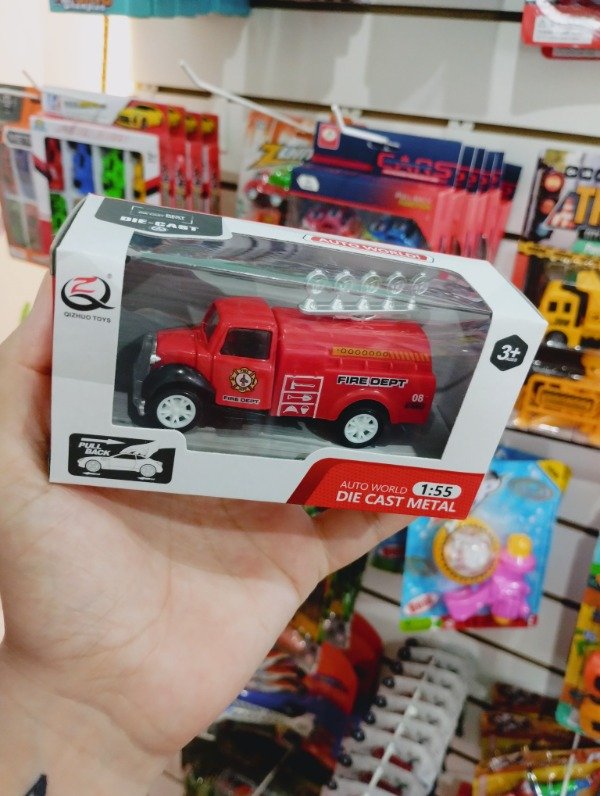 DIE-CAST
AUTO WORLD
QIZHUO TOYS
3+
FIRE DEPT
FIRE DEPT
08
PULL
BACK
AUTO WORLD 1:55
DIE CAST METAL
CARS